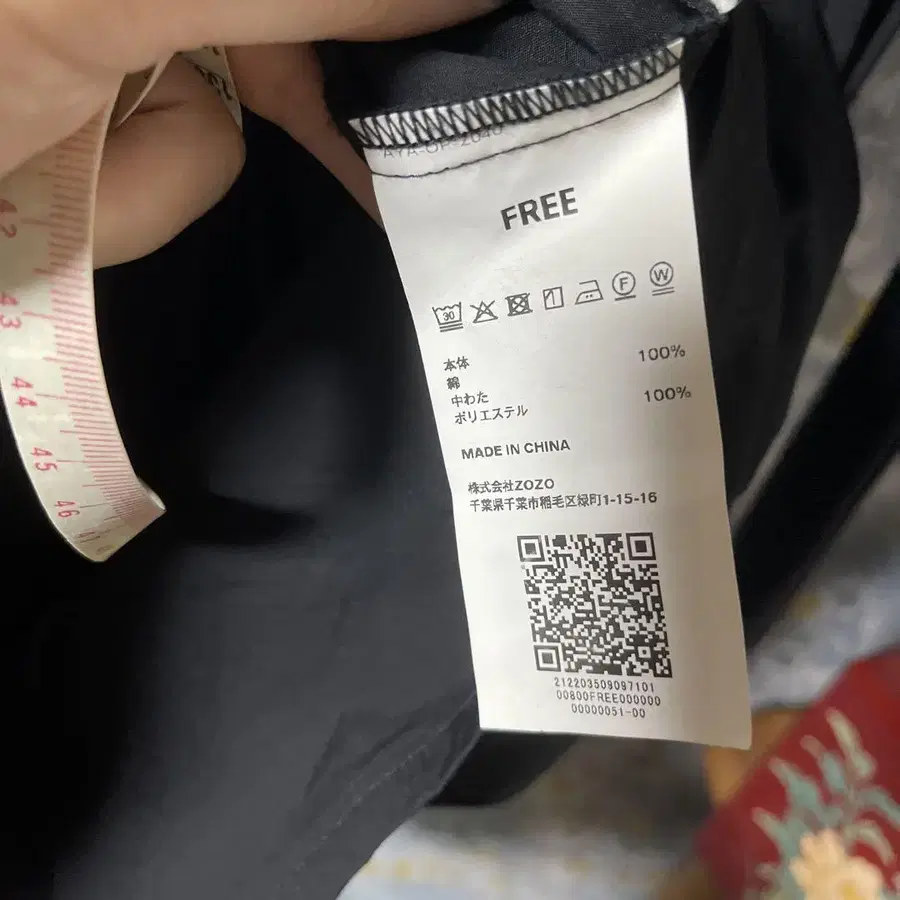 FREE
30
F
W
本体 100%
綿
中わた 100%
ポリエステル
MADE IN CHINA
株式会社ZOZO
千葉県千葉市稲毛区緑町1-15-16
212203509097101
00800FREE000000
00000051-00
42
43
44
45
46